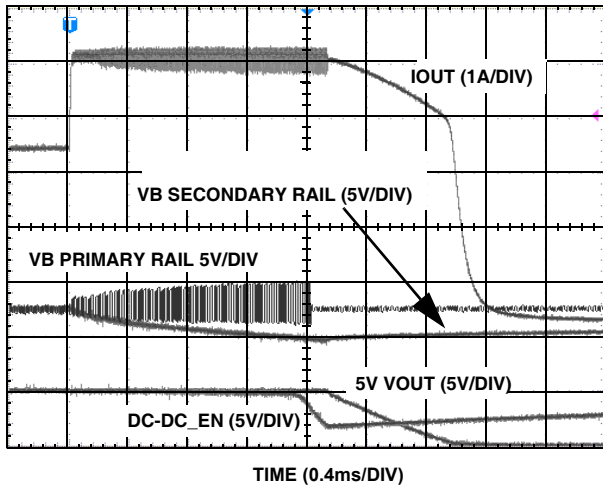 T
IOUT (1A/DIV)
VB SECONDARY RAIL (5V/DIV)
VB PRIMARY RAIL 5V/DIV
5V VOUT (5V/DIV)
DC-DC_EN (5V/DIV)
TIME (0.4ms/DIV)